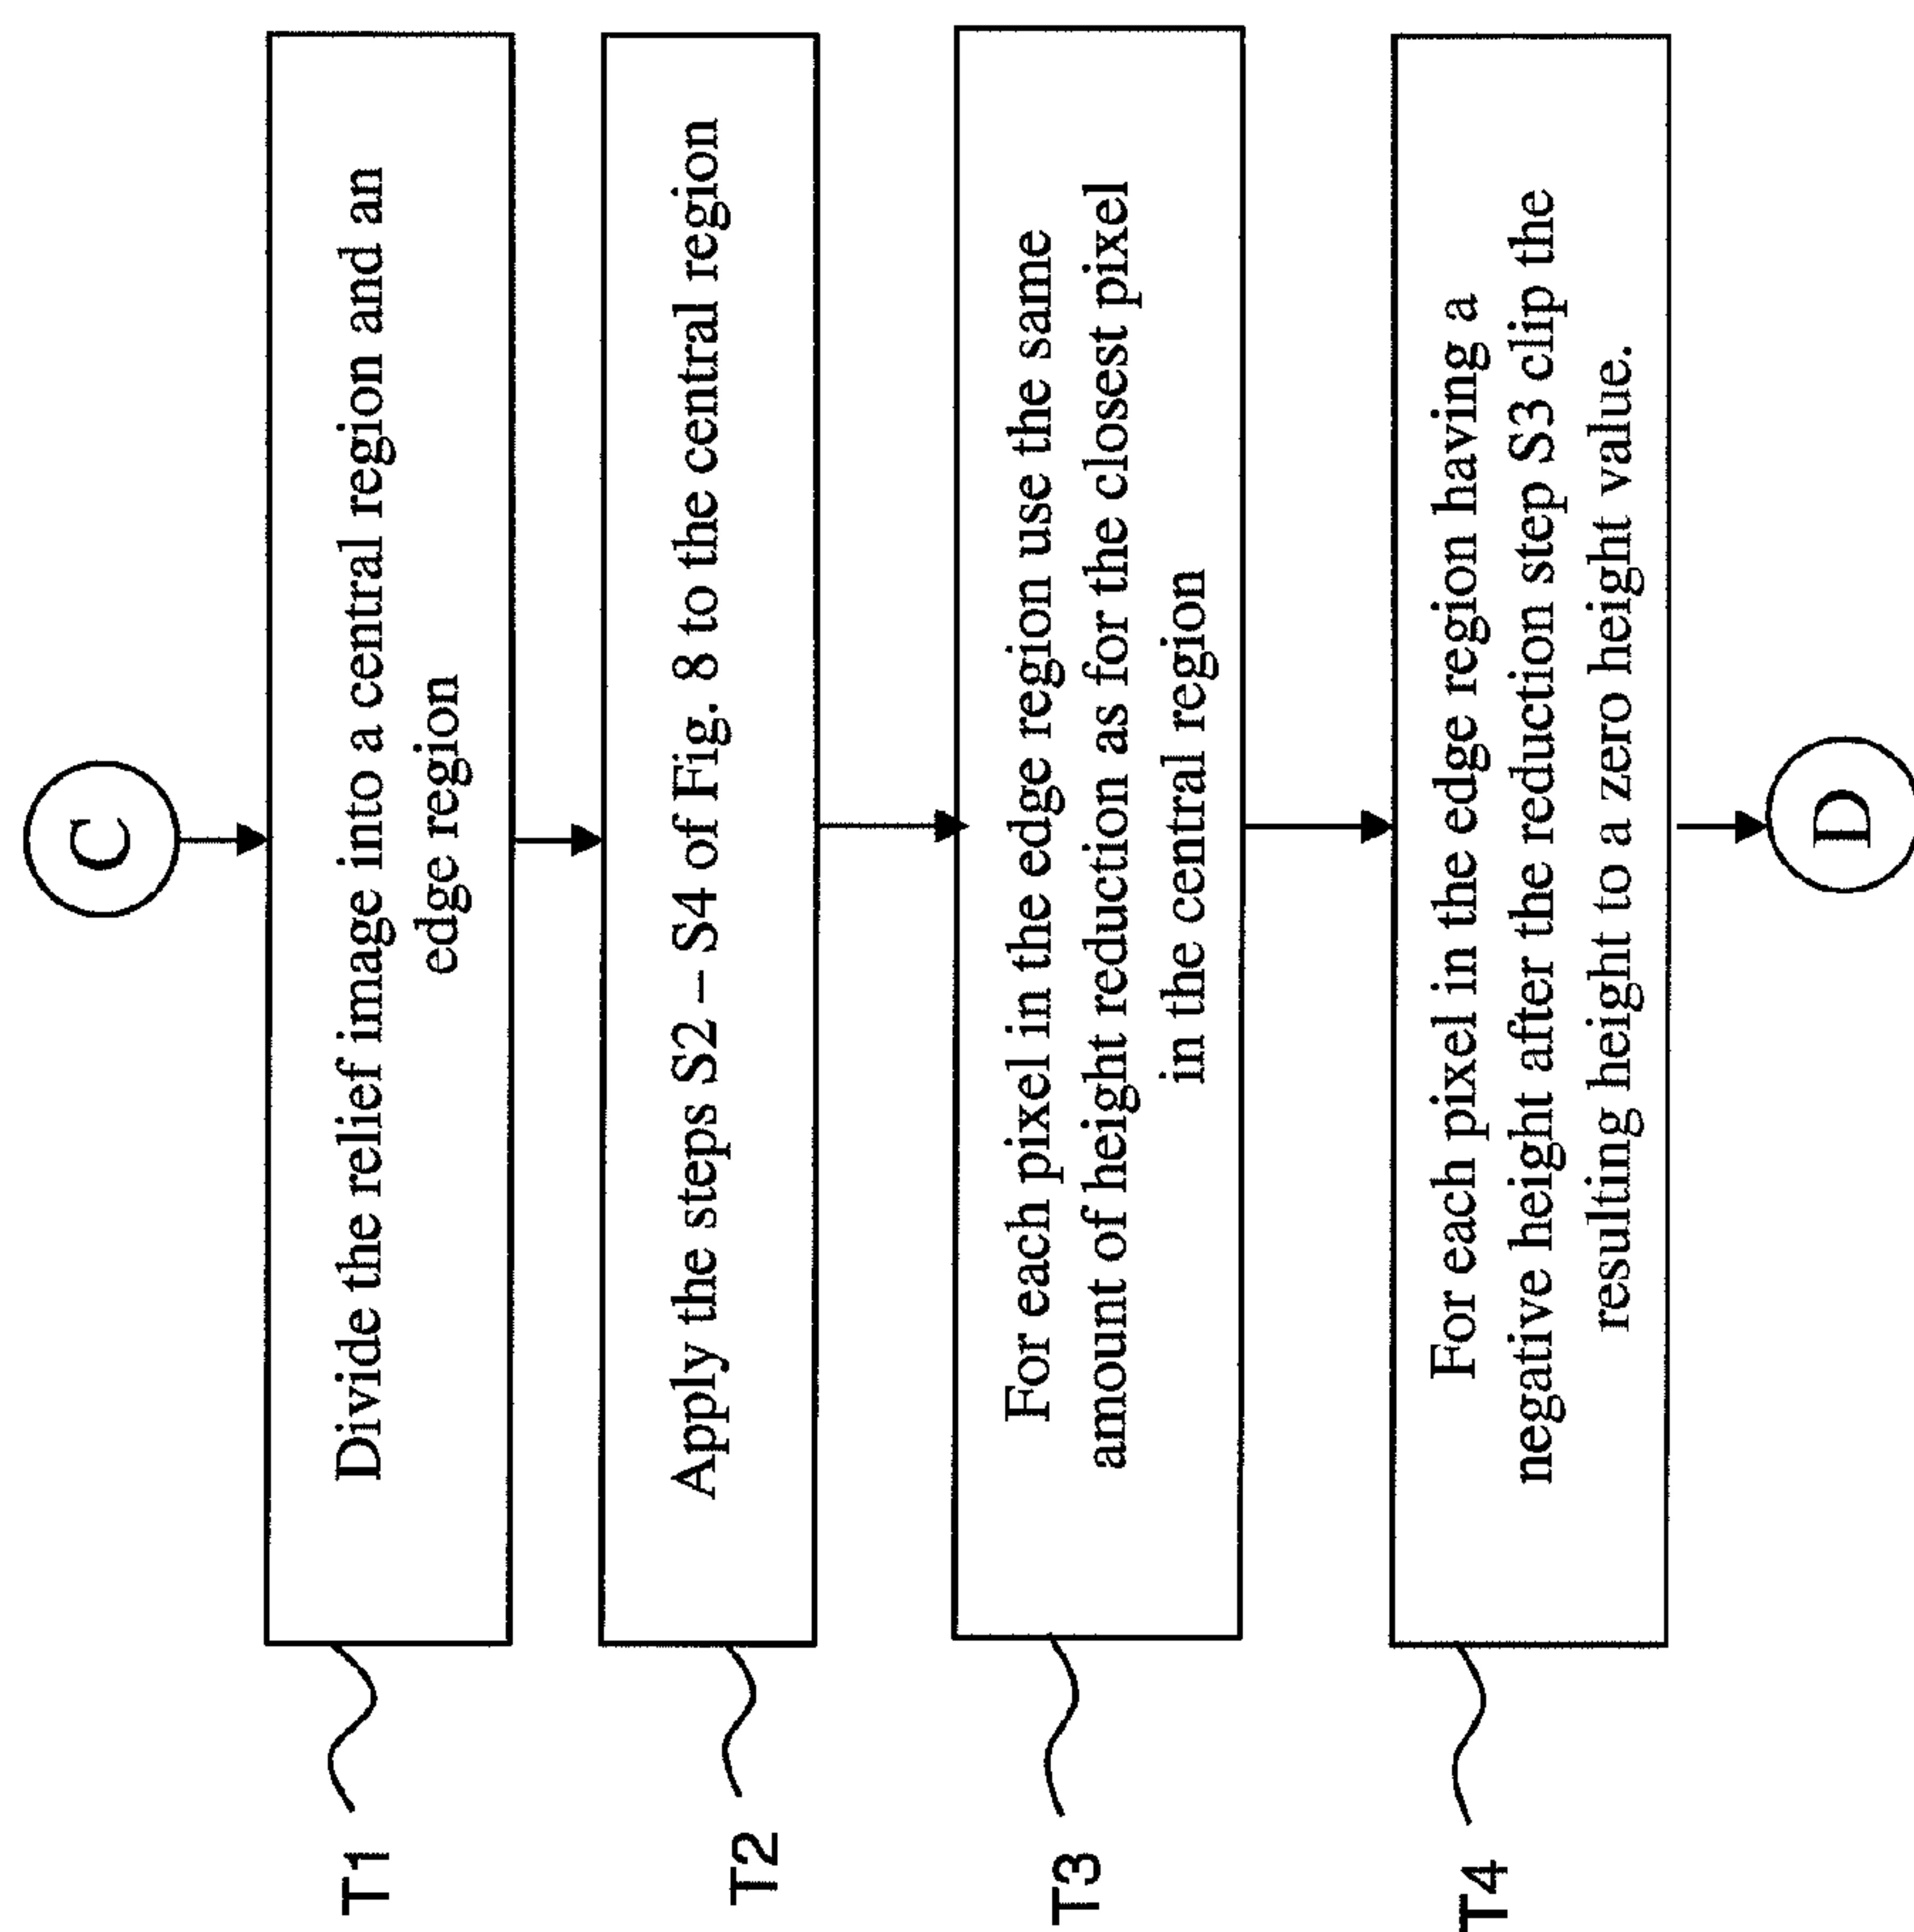 C
T1
Divide the relief image into a central region and an
edge region
T2
Apply the steps S2 – S4 of Fig. 8 to the central region
T3
For each pixel in the edge region use the same
amount of height reduction as for the closest pixel
in the central region
T4
For each pixel in the edge region having a
negative height after the reduction step S3 clip the
resulting height to a zero height value.
D